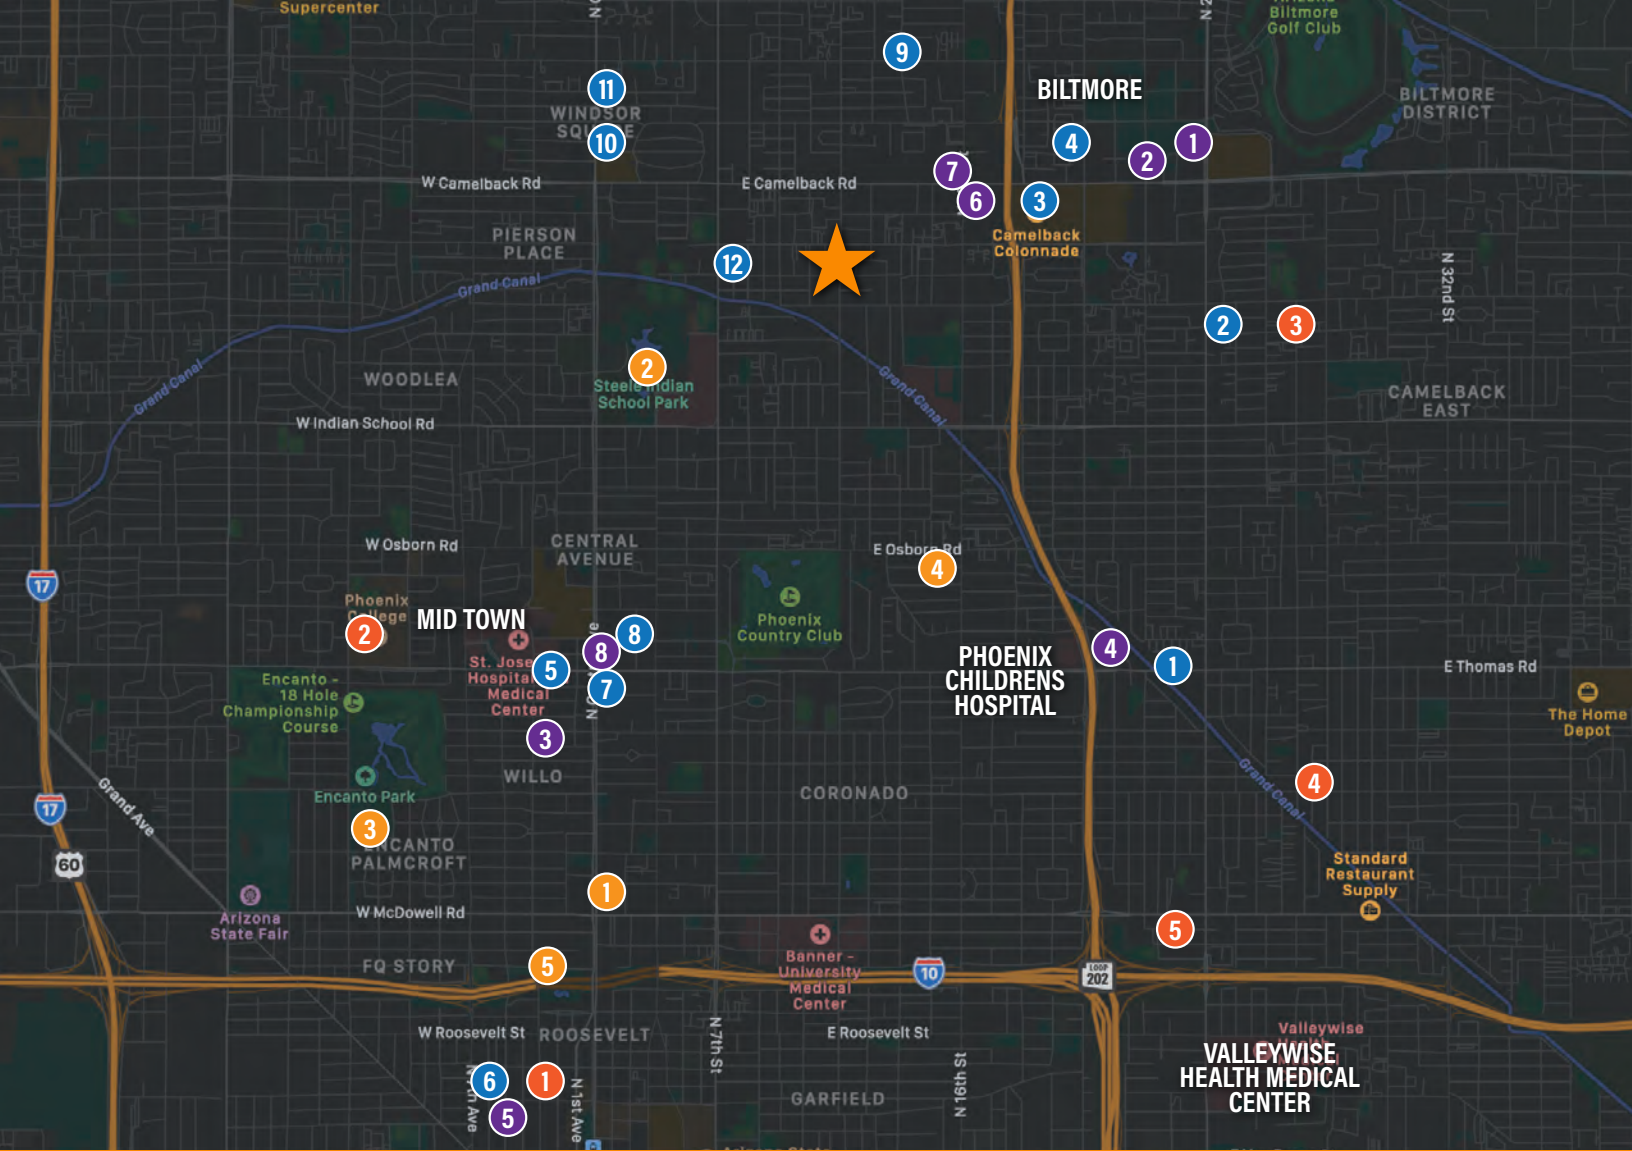 Supercenter
Biltmore
Golf Club
9
BILTMORE
11
WINDSOR
10
4
1
2
BILTMORE
DISTRICT
7
6
3
W Camelback Rd
E Camelback Rd
Camelback
Colonnade
PIERSON
PLACE
12
Grand Canal
N 32nd St
2
3
2
Steele Indian
School Park
WOODLEA
Grand Canal
Grand Canal
CAMELBACK
EAST
W Indian School Rd
W Osborn Rd
CENTRAL
AVENUE
E Osborn Rd
4
17
Phoenix
College
2
MID TOWN
8
8
5
7
St. Jose
Hospital
Medical
Center
3
Phoenix
Country Club
PHOENIX
CHILDRENS
HOSPITAL
4
1
E Thomas Rd
The Home
Depot
Encanto -
18 Hole
Championship
Course
WILLO
Encanto Park
3
ENCANTO
PALMCROFT
Grand Ave
17
60
CORONADO
Grand Canal
4
Standard
Restaurant
Supply
1
W McDowell Rd
Arizona
State Fair
5
FQ STORY
5
Banner -
University
Medical
Center
10
LOOP
202
W Roosevelt St
ROOSEVELT
N 7th St
E Roosevelt St
Valleywise
VALLEYWISE
HEALTH MEDICAL
CENTER
6
1
5
N 1st Ave
GARFIELD
N 16th St